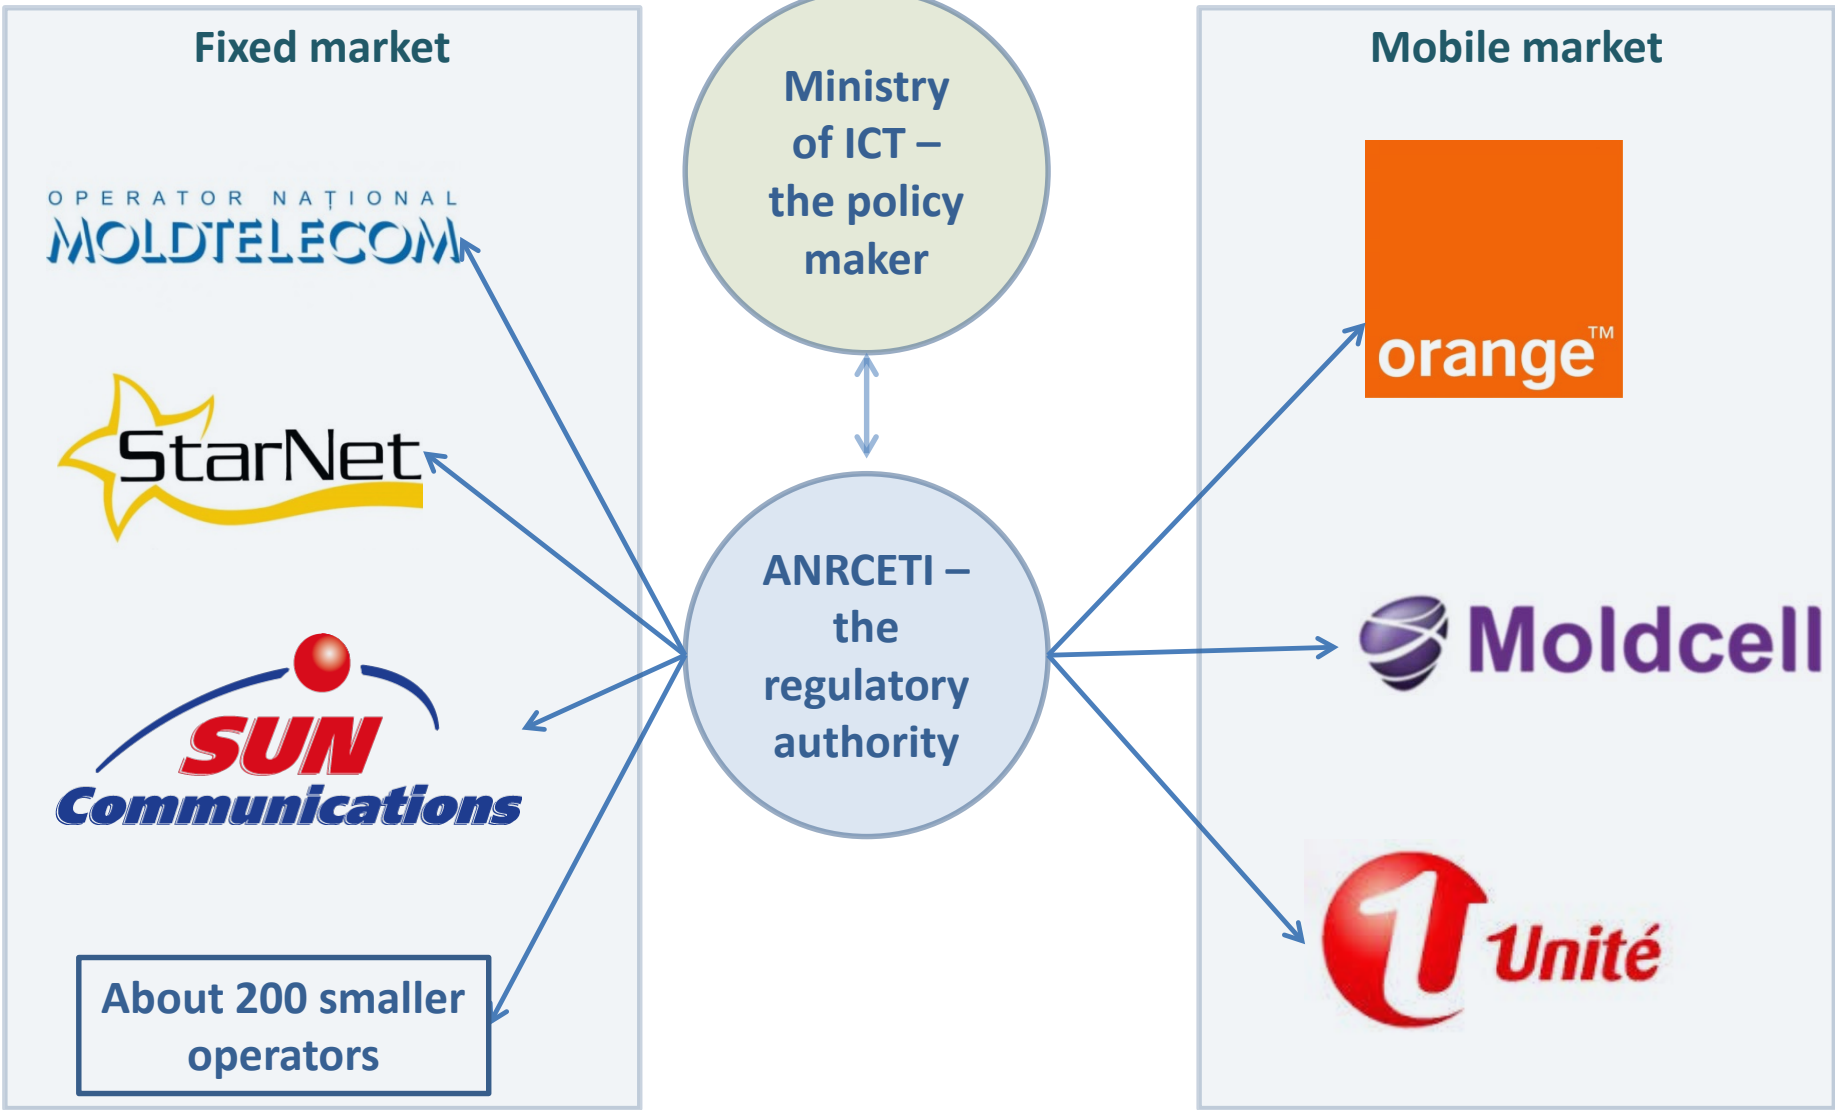 Fixed market
OPERATOR NAȚIONAL
MOLDTELECOM
StarNet
SUN
Communications
About 200 smaller
operators
Ministry
of ICT –
the policy
maker
ANRCETI –
the
regulatory
authority
Mobile market
orange™
Moldcell
Unité